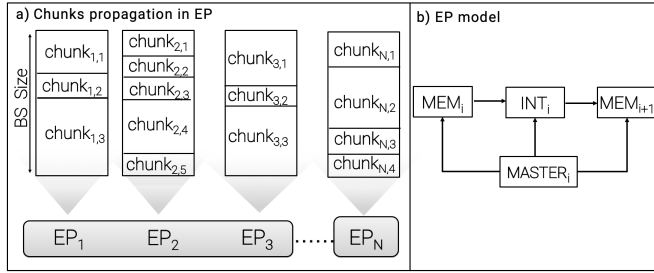 a) Chunks propagation in EP
BS Size
chunk1,1
chunk1,2
chunk1,3
chunk2,1
chunk2,2
chunk2,3
chunk2,4
chunk2,5
chunk3,1
chunk3,2
chunk3,3
chunkN,1
chunkN,2
chunkN,3
chunkN,4
EP1 EP2 EP3 ...... EPN
b) EP model
MEMi INTi MEMi+1
MASTERi